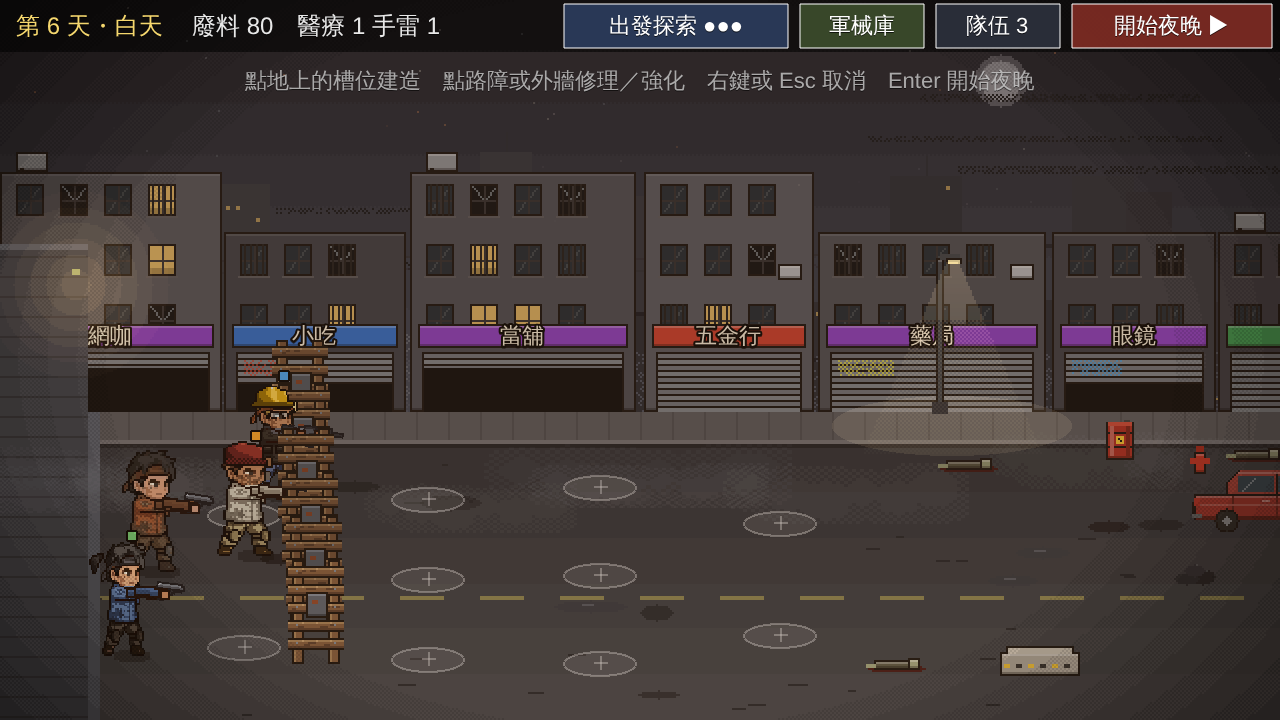 第 6 天・白天 廢料 80 醫療 1 手雷 1 出發探索 ●●● 軍械庫 隊伍 3 開始夜晚 ▶
點地上的槽位建造 點路障或外牆修理／強化 右鍵或 Esc 取消 Enter 開始夜晚
網咖 小吃 當舖 五金行 藥局 眼鏡